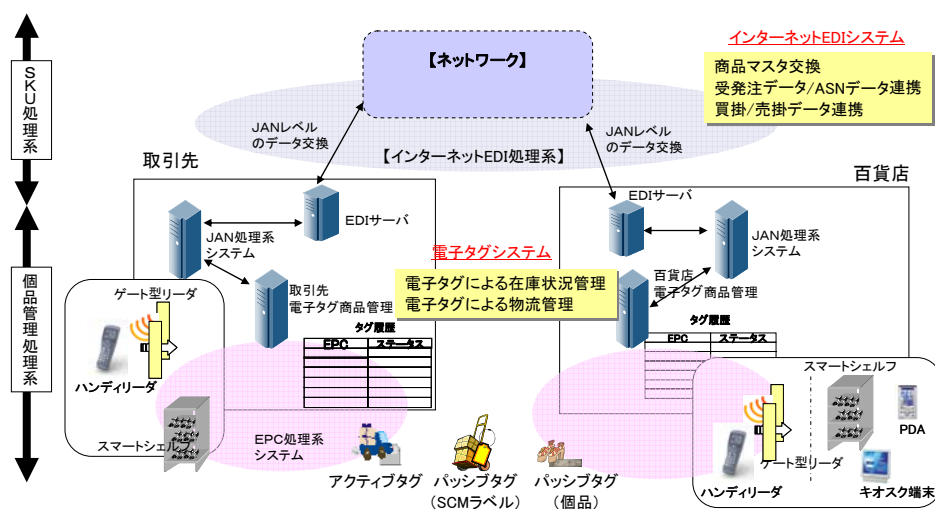 SKU処理系
個品管理処理系
【ネットワーク】
インターネットEDIシステム
商品マスタ交換
受発注データ/ASNデータ連携
買掛/売掛データ連携
JANレベル
のデータ交換
JANレベル
のデータ交換
【インターネットEDI処理系】
取引先
百貨店
EDIサーバ
JAN処理系
システム
取引先
電子タグ商品管理
EDIサーバ
JAN処理系
システム
百貨店
電子タグ商品管理
電子タグシステム
電子タグによる在庫状況管理
電子タグによる物流管理
タグ履歴
EPC ステータス
タグ履歴
EPC ステータス
ゲート型リーダ
ハンディリーダ
スマートシェルフ
EPC処理系
システム
アクティブタグ
パッシブタグ
(SCMラベル)
パッシブタグ
(個品)
スマートシェルフ
PDA
ゲート型リーダ
ハンディリーダ
キオスク端末